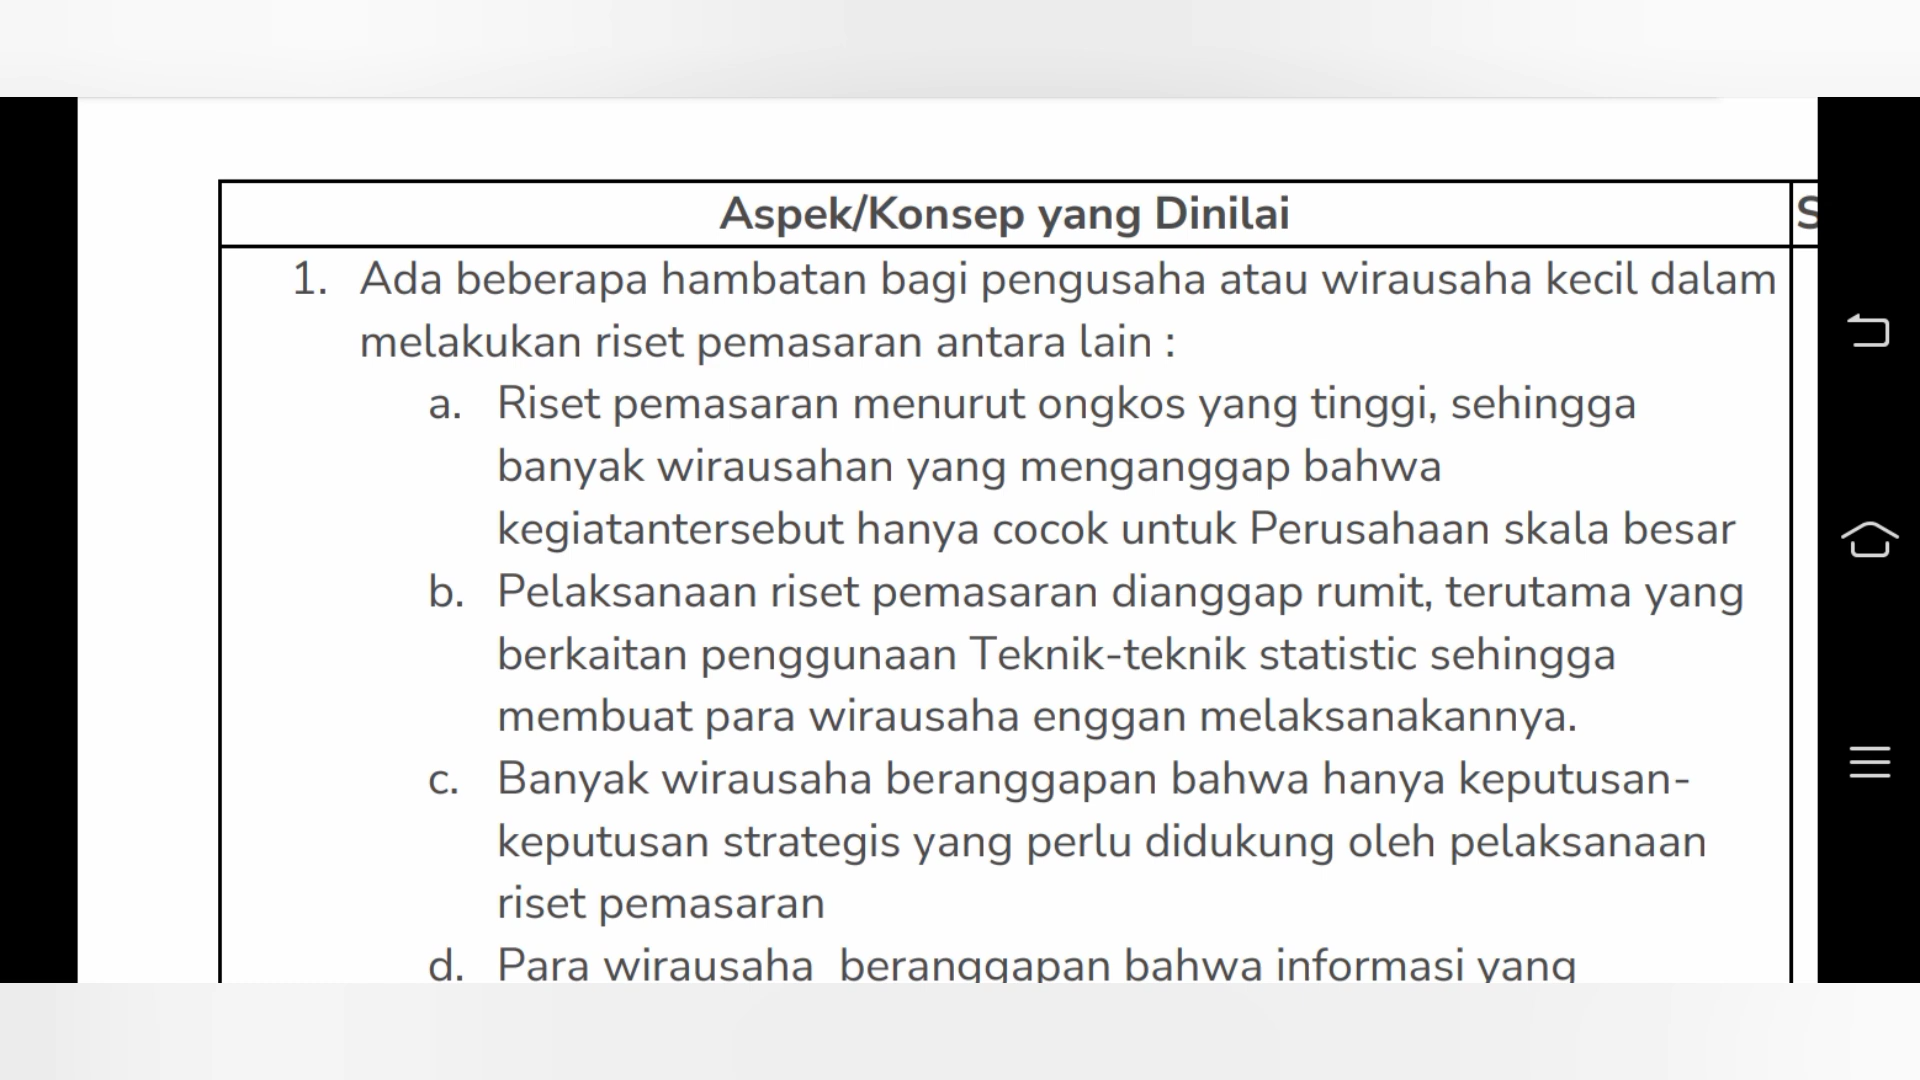 Aspek/Konsep yang Dinilai
S
1. Ada beberapa hambatan bagi pengusaha atau wirausaha kecil dalam
melakukan riset pemasaran antara lain :
a. Riset pemasaran menurut ongkos yang tinggi, sehingga
banyak wirausahan yang menganggap bahwa
kegiatantersebut hanya cocok untuk Perusahaan skala besar
b. Pelaksanaan riset pemasaran dianggap rumit, terutama yang
berkaitan penggunaan Teknik-teknik statistic sehingga
membuat para wirausaha enggan melaksanakannya.
c. Banyak wirausaha beranggapan bahwa hanya keputusan-
keputusan strategis yang perlu didukung oleh pelaksanaan
riset pemasaran
d. Para wirausaha beranggapan bahwa informasi yang